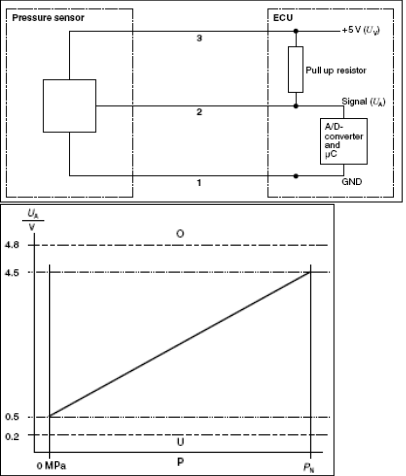 Pressure sensor
ECU
3
+5 V (U_V)
Pull up resistor
2
Signal (U_A)
A/D-
converter
and
µC
1
GND
U_A
V
O
4.8
4.5
0.5
0.2
U
0 MPa
P
P_N